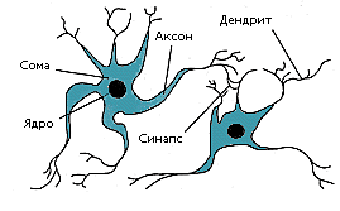 Дендрит
Аксон
Сома
Ядро
Синапс